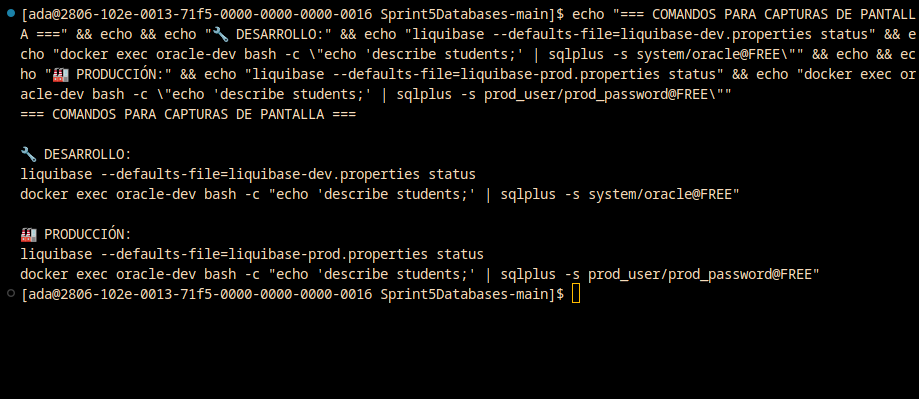 [ada@2806-102e-0013-71f5-0000-0000-0000-0016 Sprint5Databases-main]$ echo "=== COMANDOS PARA CAPTURAS DE PANTALL
A ===" && echo && echo "🔧 DESARROLLO:" && echo "liquibase --defaults-file=liquibase-dev.properties status" && e
cho "docker exec oracle-dev bash -c \"echo 'describe students;' | sqlplus -s system/oracle@FREE\"" && echo && ec
ho "🏭 PRODUCCIÓN:" && echo "liquibase --defaults-file=liquibase-prod.properties status" && echo "docker exec or
acle-dev bash -c \"echo 'describe students;' | sqlplus -s prod_user/prod_password@FREE\""
=== COMANDOS PARA CAPTURAS DE PANTALLA ===
🔧 DESARROLLO:
liquibase --defaults-file=liquibase-dev.properties status
docker exec oracle-dev bash -c "echo 'describe students;' | sqlplus -s system/oracle@FREE"
🏭 PRODUCCIÓN:
liquibase --defaults-file=liquibase-prod.properties status
docker exec oracle-dev bash -c "echo 'describe students;' | sqlplus -s prod_user/prod_password@FREE"
[ada@2806-102e-0013-71f5-0000-0000-0000-0016 Sprint5Databases-main]$